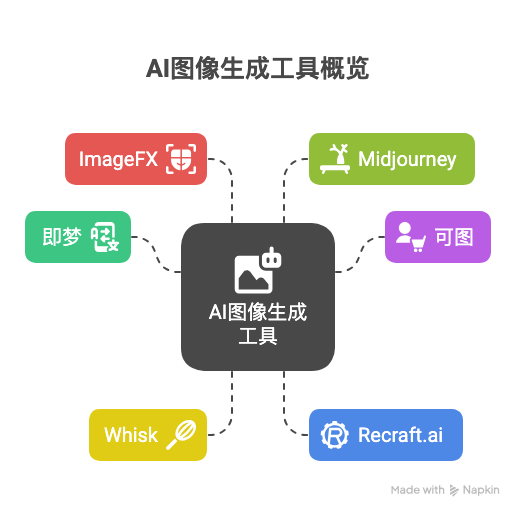 AI图像生成工具概览
ImageFX
Midjourney
即梦
可图
AI图像生成
工具
Whisk
Recraft.ai
Made with Napkin